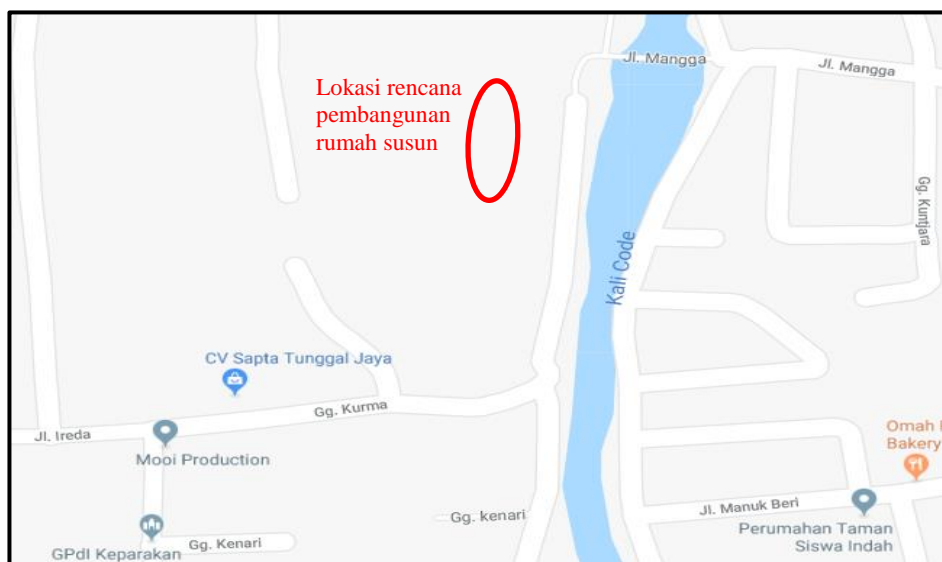 Jl. Mangga
Jl. Mangga
Lokasi rencana
pembangunan
rumah susun
Gg. Kuntjara
Kali Code
CV Sapta Tunggal Jaya
Gg. Kurma
Jl. Ireda
Mooi Production
Omah
Bakery
Gg. kenari
Jl. Manuk Beri
Perumahan Taman
Siswa Indah
GPdI Keparakan
Gg. Kenari